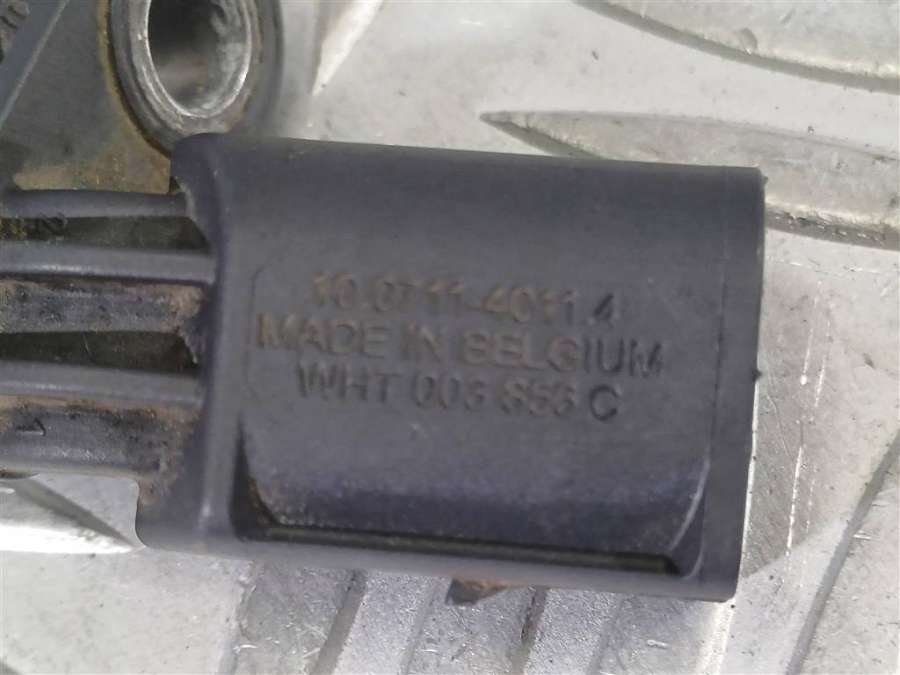 10.0711-4011.4
MADE IN BELGIUM
WHT 003 856 C